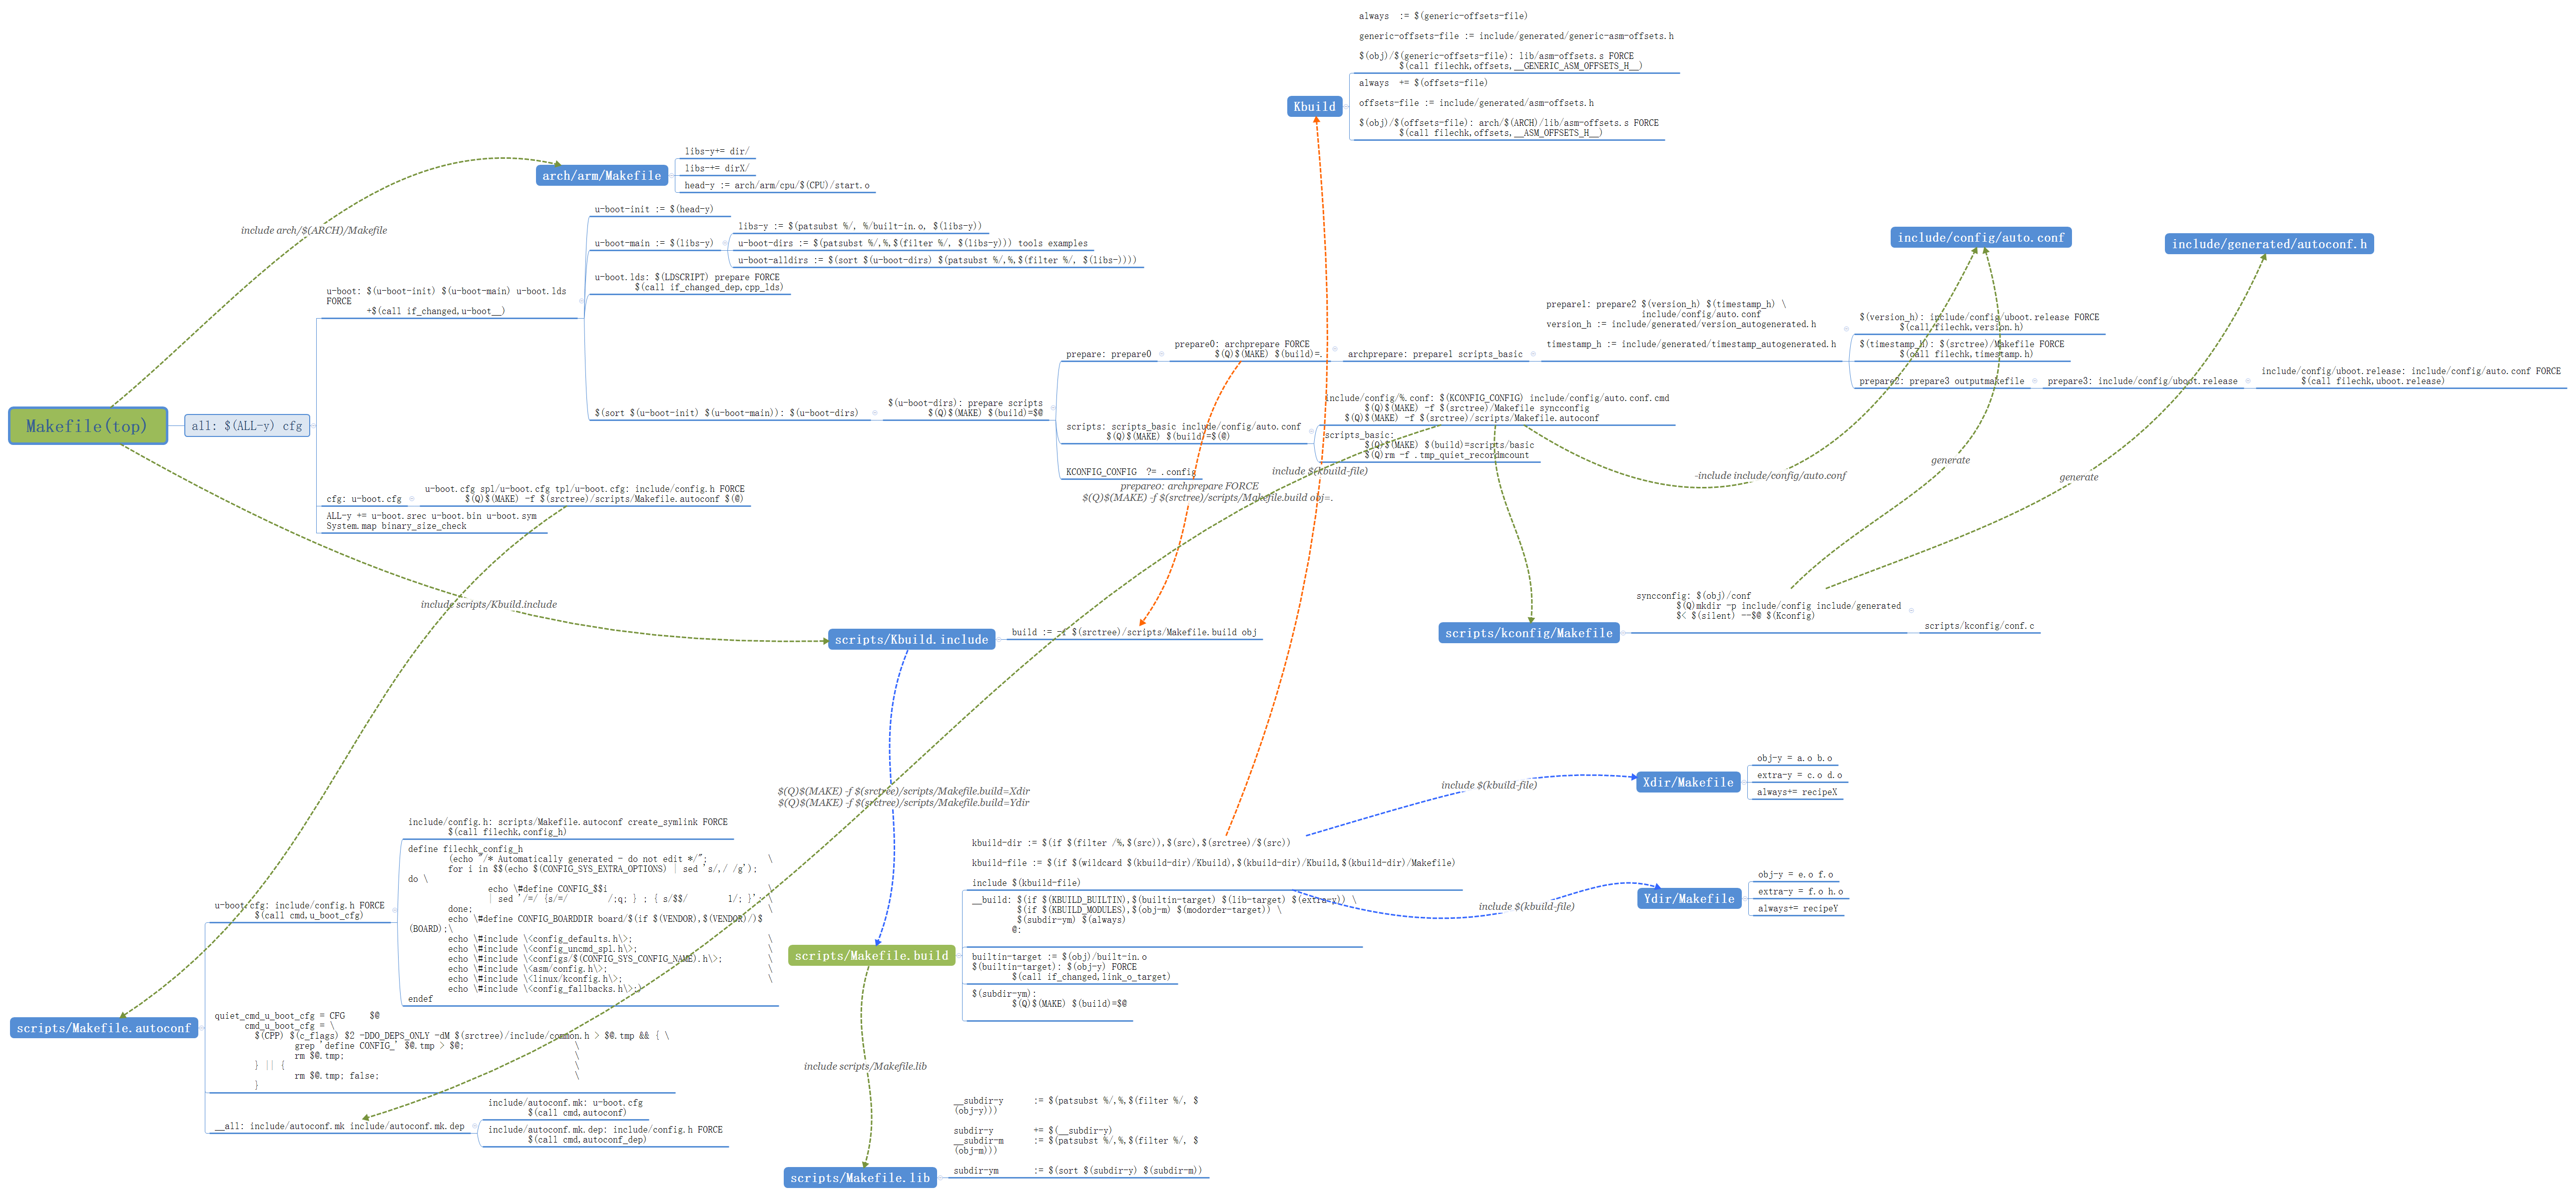 always  := $(generic-offsets-file)
generic-offsets-file := include/generated/generic-asm-offsets.h
$(obj)/$(generic-offsets-file): lib/asm-offsets.s FORCE
$(call filechk,offsets,__GENERIC_ASM_OFFSETS_H__)
Kbuild
always  += $(offsets-file)
offsets-file := include/generated/asm-offsets.h
$(obj)/$(offsets-file): arch/$(ARCH)/lib/asm-offsets.s FORCE
$(call filechk,offsets,__ASM_OFFSETS_H__)
arch/arm/Makefile
libs-y+= dir/
libs-+= dirX/
head-y := arch/arm/cpu/$(CPU)/start.o
include arch/$(ARCH)/Makefile
Makefile(top)
all: $(ALL-y) cfg
u-boot: $(u-boot-init) $(u-boot-main) u-boot.lds
FORCE
+$(call if_changed,u-boot__)
u-boot-init := $(head-y)
u-boot-main := $(libs-y)
libs-y := $(patsubst %/, %/built-in.o, $(libs-y))
u-boot-dirs := $(patsubst %/,%,$(filter %/, $(libs-y))) tools examples
u-boot-alldirs := $(sort $(u-boot-dirs) $(patsubst %/,%,$(filter %/, $(libs-))))
u-boot.lds: $(LDSCRIPT) prepare FORCE
$(call if_changed_dep,cpp_lds)
$(sort $(u-boot-init) $(u-boot-main)): $(u-boot-dirs)
$(u-boot-dirs): prepare scripts
$(Q)$(MAKE) $(build)=$@
prepare: prepare0
prepare0: archprepare FORCE
$(Q)$(MAKE) $(build)=.
archprepare: prepare1 scripts_basic
prepare1: prepare2 $(version_h) $(timestamp_h) \
include/config/auto.conf
version_h := include/generated/version_autogenerated.h
timestamp_h := include/generated/timestamp_autogenerated.h
$(version_h): include/config/uboot.release FORCE
$(call filechk,version.h)
$(timestamp_h): $(srctree)/Makefile FORCE
$(call filechk,timestamp.h)
prepare2: prepare3 outputmakefile
prepare3: include/config/uboot.release
include/config/uboot.release: include/config/auto.conf FORCE
$(call filechk,uboot.release)
scripts: scripts_basic include/config/auto.conf
$(Q)$(MAKE) $(build)=$(@)
include/config/%.conf: $(KCONFIG_CONFIG) include/config/auto.conf.cmd
$(Q)$(MAKE) -f $(srctree)/Makefile syncconfig
$(Q)$(MAKE) -f $(srctree)/scripts/Makefile.autoconf
scripts_basic:
$(Q)$(MAKE) $(build)=scripts/basic
$(Q)rm -f .tmp_quiet_recordmcount
KCONFIG_CONFIG  ?= .config
include $(kbuild-file)
prepare0: archprepare FORCE
$(Q)$(MAKE) -f $(srctree)/scripts/Makefile.build obj=.
include/config/auto.conf
include/generated/autoconf.h
-include include/config/auto.conf
generate
generate
cfg: u-boot.cfg
u-boot.cfg spl/u-boot.cfg tpl/u-boot.cfg: include/config.h FORCE
$(Q)$(MAKE) -f $(srctree)/scripts/Makefile.autoconf $(@)
ALL-y += u-boot.srec u-boot.bin u-boot.sym
System.map binary_size_check
include scripts/Kbuild.include
scripts/Kbuild.include
build := -f $(srctree)/scripts/Makefile.build obj
scripts/kconfig/Makefile
syncconfig: $(obj)/conf
$(Q)mkdir -p include/config include/generated
$< $(silent) --$@ $(Kconfig)
scripts/kconfig/conf.c
$(Q)$(MAKE) -f $(srctree)/scripts/Makefile.build=Xdir
$(Q)$(MAKE) -f $(srctree)/scripts/Makefile.build=Ydir
include $(kbuild-file)
Xdir/Makefile
obj-y = a.o b.o
extra-y = c.o d.o
always+= recipeX
include $(kbuild-file)
Ydir/Makefile
obj-y = e.o f.o
extra-y = f.o h.o
always+= recipeY
scripts/Makefile.build
kbuild-dir := $(if $(filter /%,$(src)),$(src),$(srctree)/$(src))
kbuild-file := $(if $(wildcard $(kbuild-dir)/Kbuild),$(kbuild-dir)/Kbuild,$(kbuild-dir)/Makefile)
include $(kbuild-file)
__build: $(if $(KBUILD_BUILTIN),$(builtin-target) $(lib-target) $(extra-y)) \
$(if $(KBUILD_MODULES),$(obj-m) $(modorder-target)) \
$(subdir-ym) $(always)
@:
builtin-target := $(obj)/built-in.o
$(builtin-target): $(obj-y) FORCE
$(call if_changed,link_o_target)
$(subdir-ym):
$(Q)$(MAKE) $(build)=$@
scripts/Makefile.autoconf
u-boot.cfg: include/config.h FORCE
$(call cmd,u_boot_cfg)
include/config.h: scripts/Makefile.autoconf create_symlink FORCE
$(call filechk,config_h)
define filechk_config_h
(echo "/* Automatically generated - do not edit */"; \
for i in $$(echo $(CONFIG_SYS_EXTRA_OPTIONS) | sed 's/,/ /g');
do \
echo \#define CONFIG_$$i \
| sed '/=/ {s/=/ /;q; } ; { s/$$/ 1/; }'; \
done; \
echo \#define CONFIG_BOARDDIR board/$(if $(VENDOR),$(VENDOR)/)$
(BOARD);\
echo \#include \<config_defaults.h\>; \
echo \#include \<config_uncmd_spl.h\>; \
echo \#include \<configs/$(CONFIG_SYS_CONFIG_NAME).h\>; \
echo \#include \<asm/config.h\>; \
echo \#include \<linux/kconfig.h\>; \
echo \#include \<config_fallbacks.h\>;)
endef
quiet_cmd_u_boot_cfg = CFG     $@
cmd_u_boot_cfg = \
$(CPP) $(c_flags) $2 -DDO_DEPS_ONLY -dM $(srctree)/include/common.h > $@.tmp && { \
grep 'define CONFIG_' $@.tmp > $@; \
rm $@.tmp; \
} || { \
rm $@.tmp; false; \
}
__all: include/autoconf.mk include/autoconf.mk.dep
include/autoconf.mk: u-boot.cfg
$(call cmd,autoconf)
include/autoconf.mk.dep: include/config.h FORCE
$(call cmd,autoconf_dep)
include scripts/Makefile.lib
scripts/Makefile.lib
__subdir-y      := $(patsubst %/,%,$(filter %/, $
(obj-y)))
subdir-y        += $(__subdir-y)
__subdir-m      := $(patsubst %/,%,$(filter %/, $
(obj-m)))
subdir-ym       := $(sort $(subdir-y) $(subdir-m))